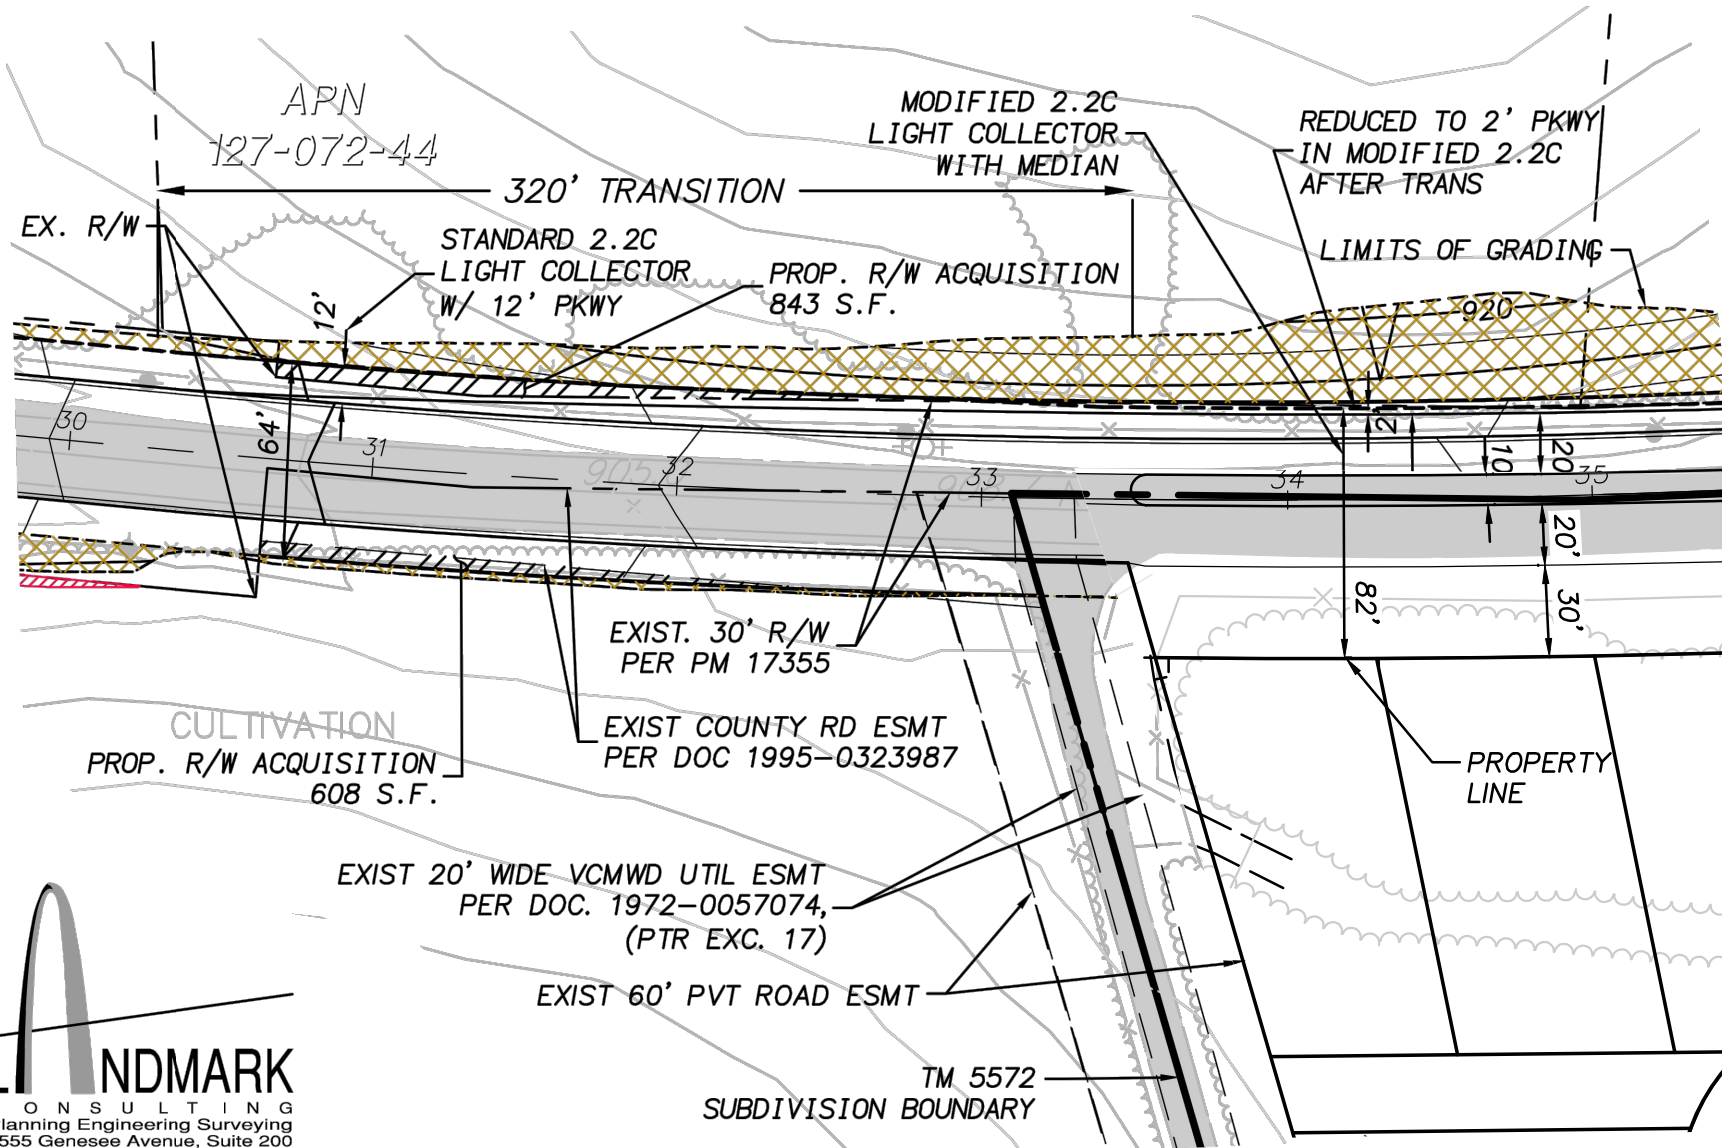 APN
127-072-44
320' TRANSITION
EX. R/W
STANDARD 2.2C
LIGHT COLLECTOR
W/ 12' PKWY
PROP. R/W ACQUISITION
843 S.F.
MODIFIED 2.2C
LIGHT COLLECTOR
WITH MEDIAN
REDUCED TO 2' PKWY
IN MODIFIED 2.2C
AFTER TRANS
LIMITS OF GRADING
920
12'
64'
30
31
32
33
34
35
2'
10
20'
20'
30'
82'
EXIST. 30' R/W
PER PM 17355
EXIST COUNTY RD ESMT
PER DOC 1995-0323987
CULTIVATION
PROP. R/W ACQUISITION
608 S.F.
PROPERTY
LINE
EXIST 20' WIDE VCMWD UTIL ESMT
PER DOC. 1972-0057074,
(PTR EXC. 17)
EXIST 60' PVT ROAD ESMT
TM 5572
SUBDIVISION BOUNDARY
NDMARK
O N S U L T I N G
lanning Engineering Surveying
555 Genesee Avenue, Suite 200